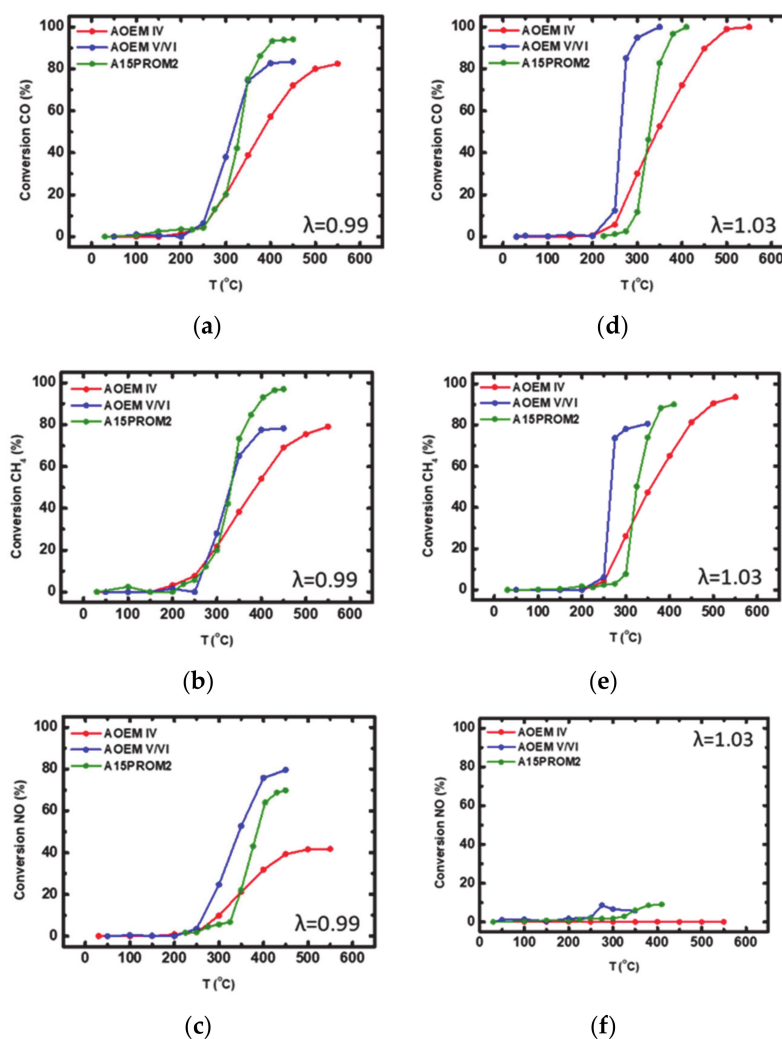 AOEM IV
AOEM V/VI
A15PROM2
Conversion CO (%)
100
80
60
40
20
0
λ=0.99
0 100 200 300 400 500 600
T (°C)
(a)
AOEM IV
AOEM V/VI
A15PROM2
Conversion CO (%)
100
80
60
40
20
0
λ=1.03
0 100 200 300 400 500 600
T (°C)
(d)
AOEM IV
AOEM V/VI
A15PROM2
Conversion CH₄ (%)
100
80
60
40
20
0
λ=0.99
0 100 200 300 400 500 600
T (°C)
(b)
AOEM IV
AOEM V/VI
A15PROM2
Conversion CH₄ (%)
100
80
60
40
20
0
λ=1.03
0 100 200 300 400 500 600
T (°C)
(e)
AOEM IV
AOEM V/VI
A15PROM2
Conversion NO (%)
100
80
60
40
20
0
λ=0.99
0 100 200 300 400 500 600
T (°C)
(c)
AOEM IV
AOEM V/VI
A15PROM2
λ=1.03
Conversion NO (%)
100
80
60
40
20
0
0 100 200 300 400 500 600
T (°C)
(f)